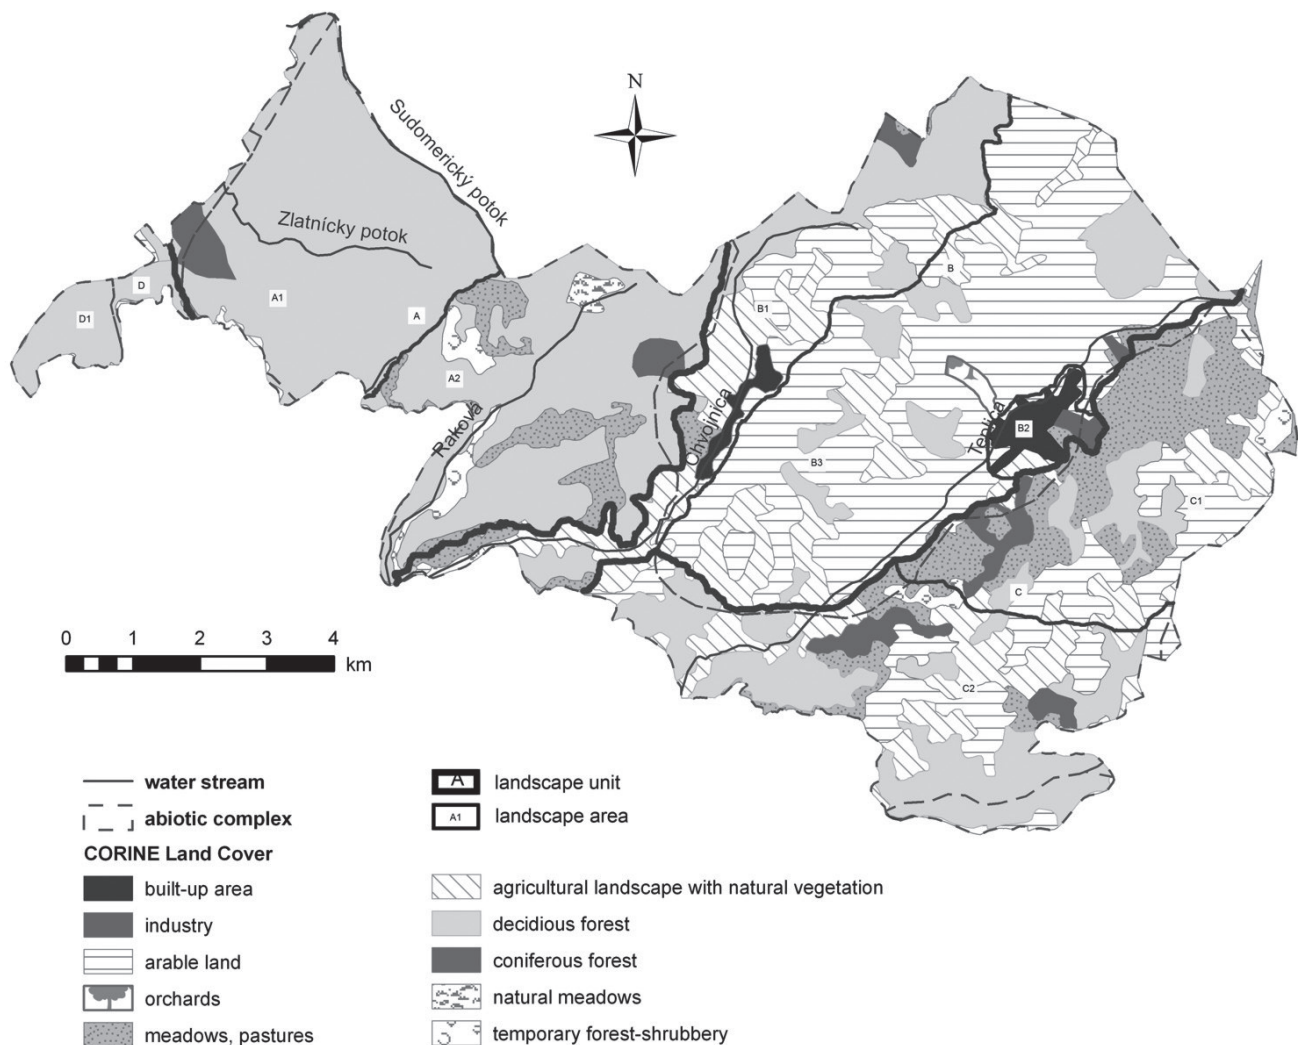 N
Sudomerický potok
Zlatnícky potok
D
D1
A1
A
A2
Raková
B
B1
Chvojnica
B2
Teplica
B3
C1
C
C2
0 1 2 3 4
km
water stream
abiotic complex
CORINE Land Cover
built-up area
industry
arable land
orchards
meadows, pastures
A landscape unit
A1 landscape area
agricultural landscape with natural vegetation
decidious forest
coniferous forest
natural meadows
temporary forest-shrubbery